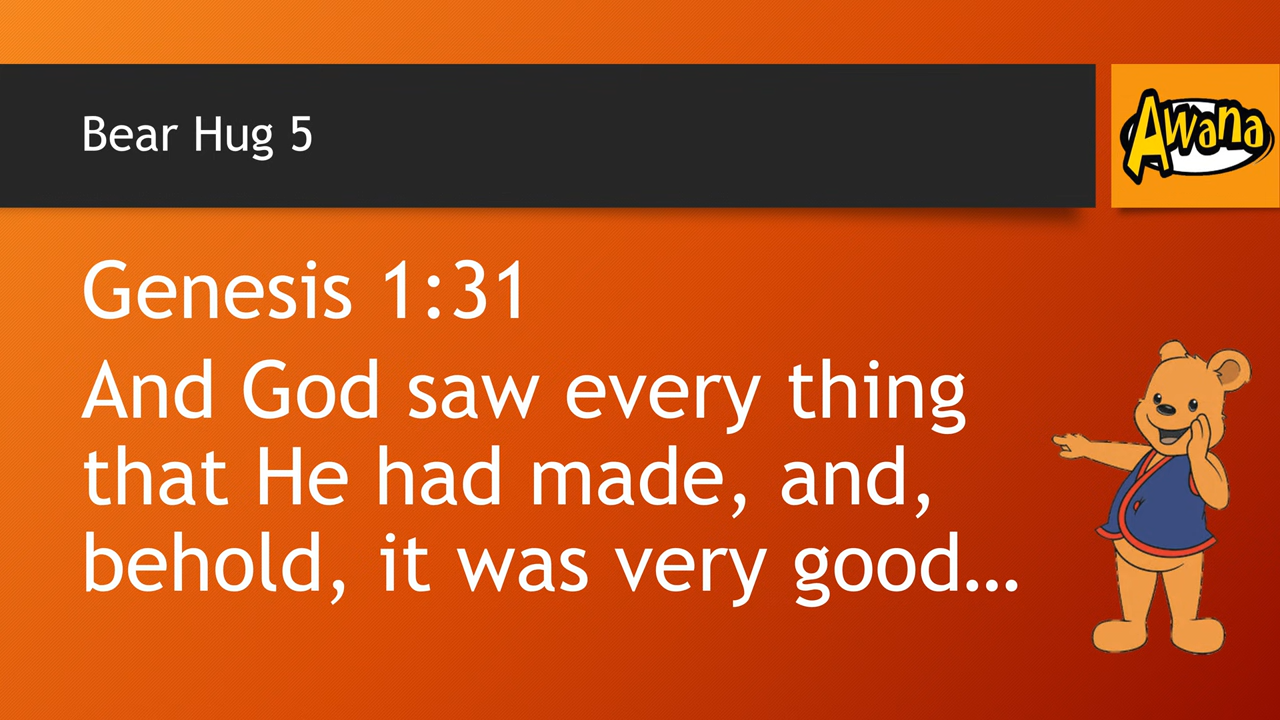 Bear Hug 5
Awana
Genesis 1:31
And God saw every thing
that He had made, and,
behold, it was very good…